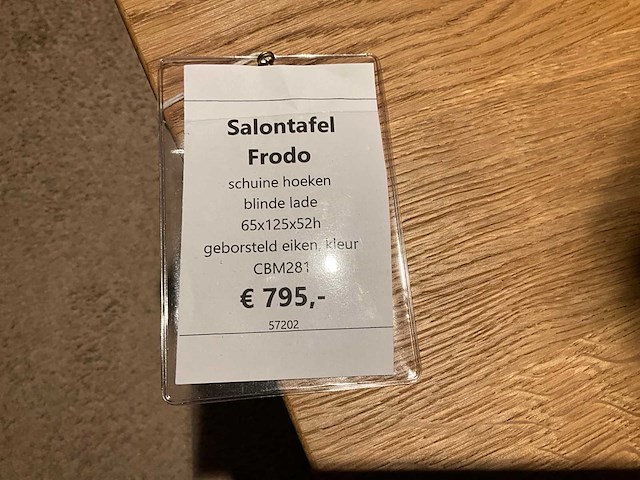 Salontafel
Frodo
schuine hoeken
blinde lade
65x125x52h
geborsteld eiken, kleur
CBM281
€ 795,-
57202